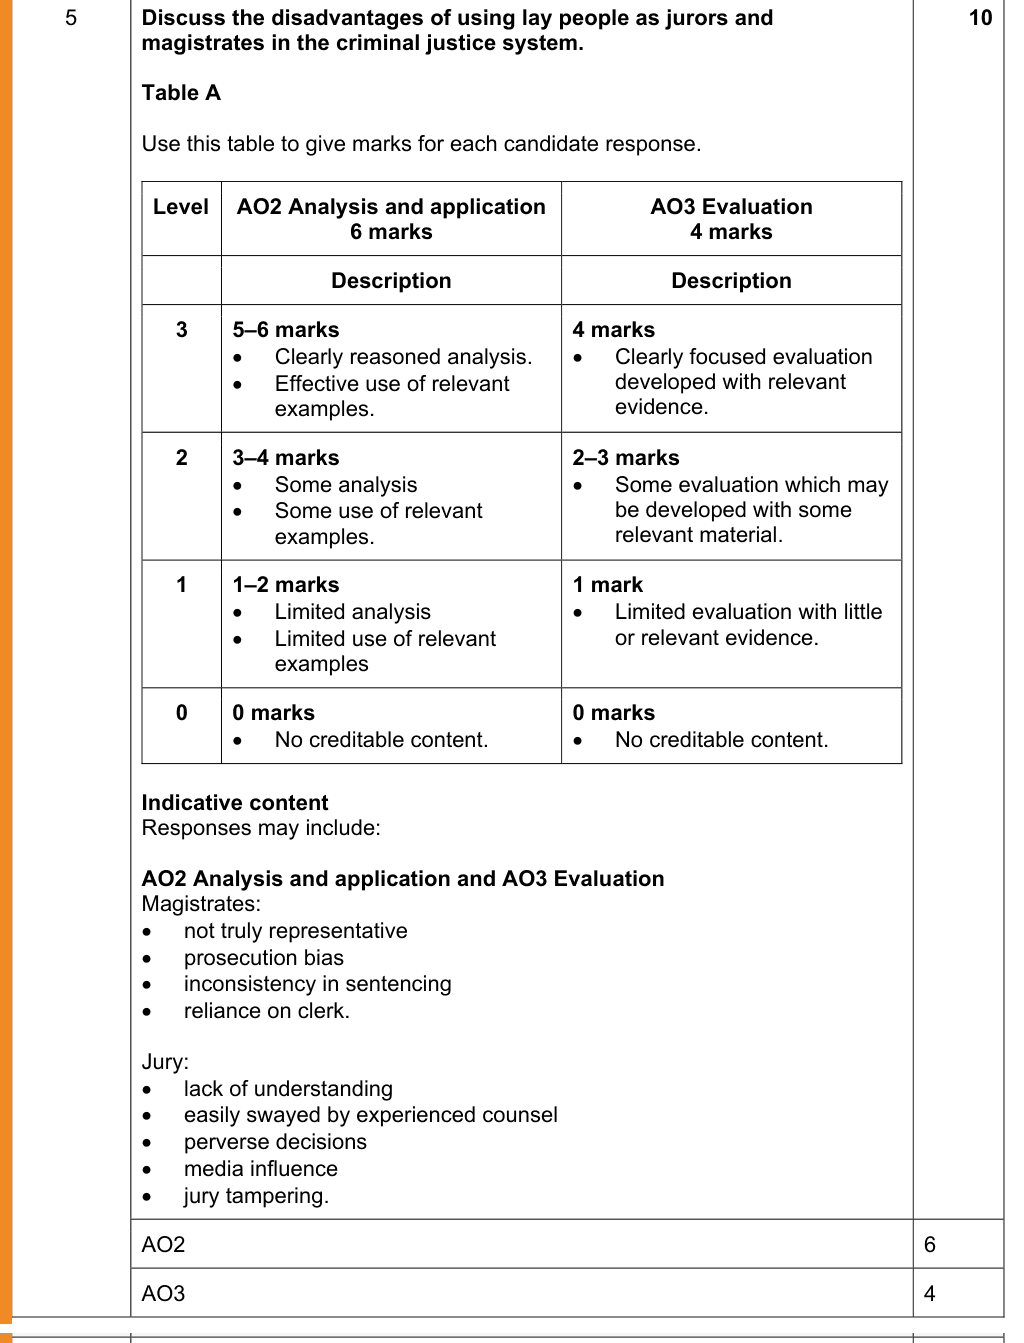 5
Discuss the disadvantages of using lay people as jurors and
magistrates in the criminal justice system.
10
Table A
Use this table to give marks for each candidate response.
Level
AO2 Analysis and application
6 marks
AO3 Evaluation
4 marks
Description
Description
3
5–6 marks
• Clearly reasoned analysis.
• Effective use of relevant
examples.
4 marks
• Clearly focused evaluation
developed with relevant
evidence.
2
3–4 marks
• Some analysis
• Some use of relevant
examples.
2–3 marks
• Some evaluation which may
be developed with some
relevant material.
1
1–2 marks
• Limited analysis
• Limited use of relevant
examples
1 mark
• Limited evaluation with little
or relevant evidence.
0
0 marks
• No creditable content.
0 marks
• No creditable content.
Indicative content
Responses may include:
AO2 Analysis and application and AO3 Evaluation
Magistrates:
• not truly representative
• prosecution bias
• inconsistency in sentencing
• reliance on clerk.
Jury:
• lack of understanding
• easily swayed by experienced counsel
• perverse decisions
• media influence
• jury tampering.
AO2
6
AO3
4